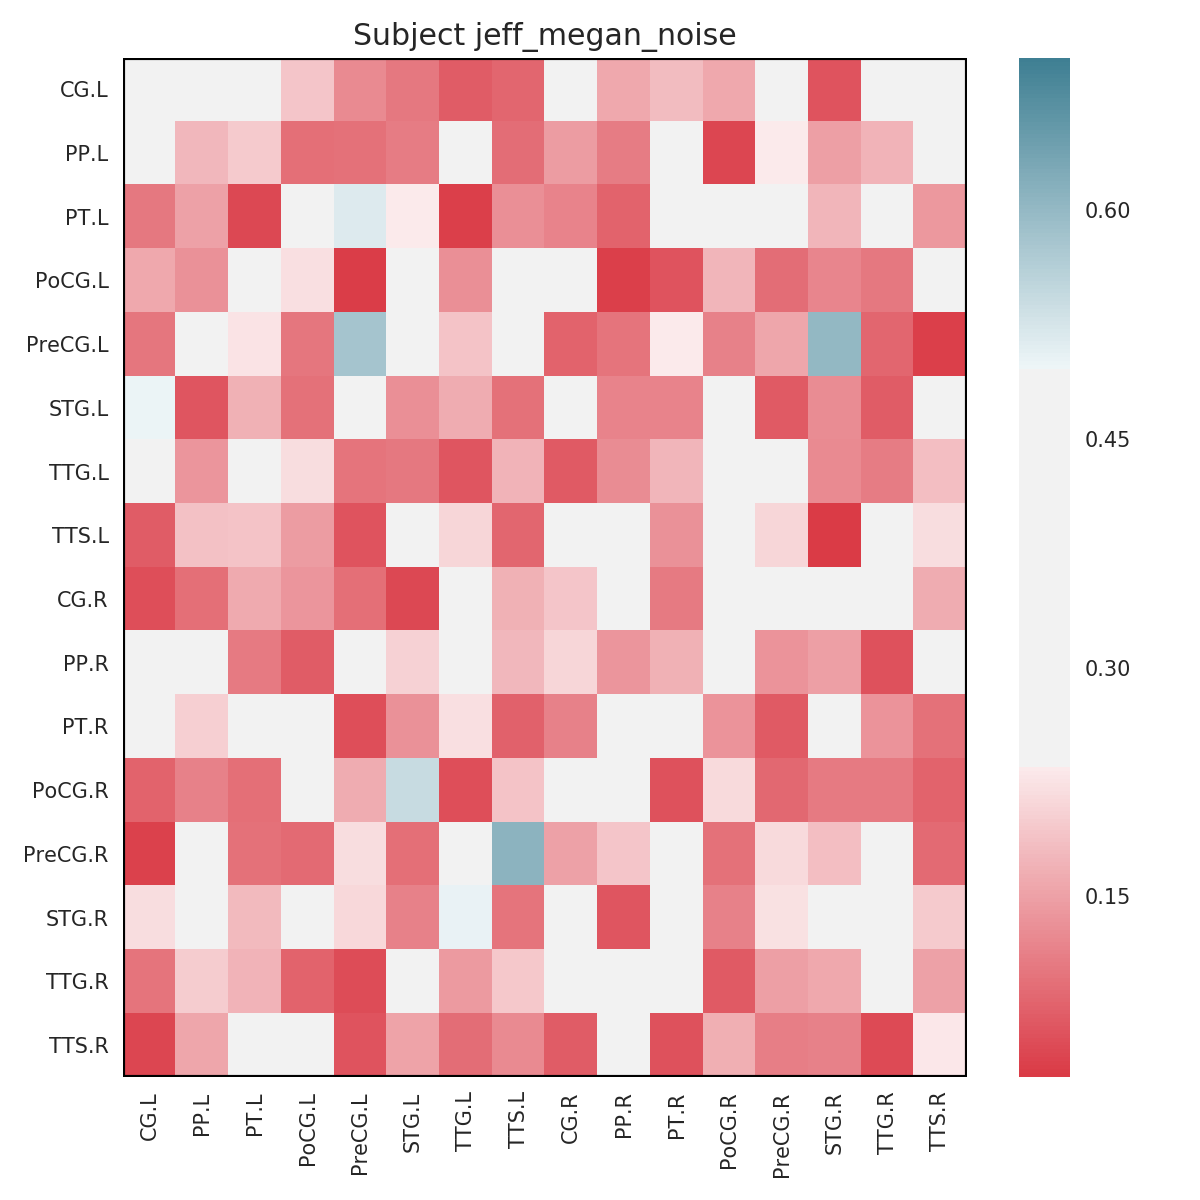 Subject jeff_megan_noise
CG.L
PP.L
PT.L
PoCG.L
PreCG.L
STG.L
TTG.L
TTS.L
CG.R
PP.R
PT.R
PoCG.R
PreCG.R
STG.R
TTG.R
TTS.R
0.60
0.45
0.30
0.15
CG.L
PP.L
PT.L
PoCG.L
PreCG.L
STG.L
TTG.L
TTS.L
CG.R
PP.R
PT.R
PoCG.R
PreCG.R
STG.R
TTG.R
TTS.R